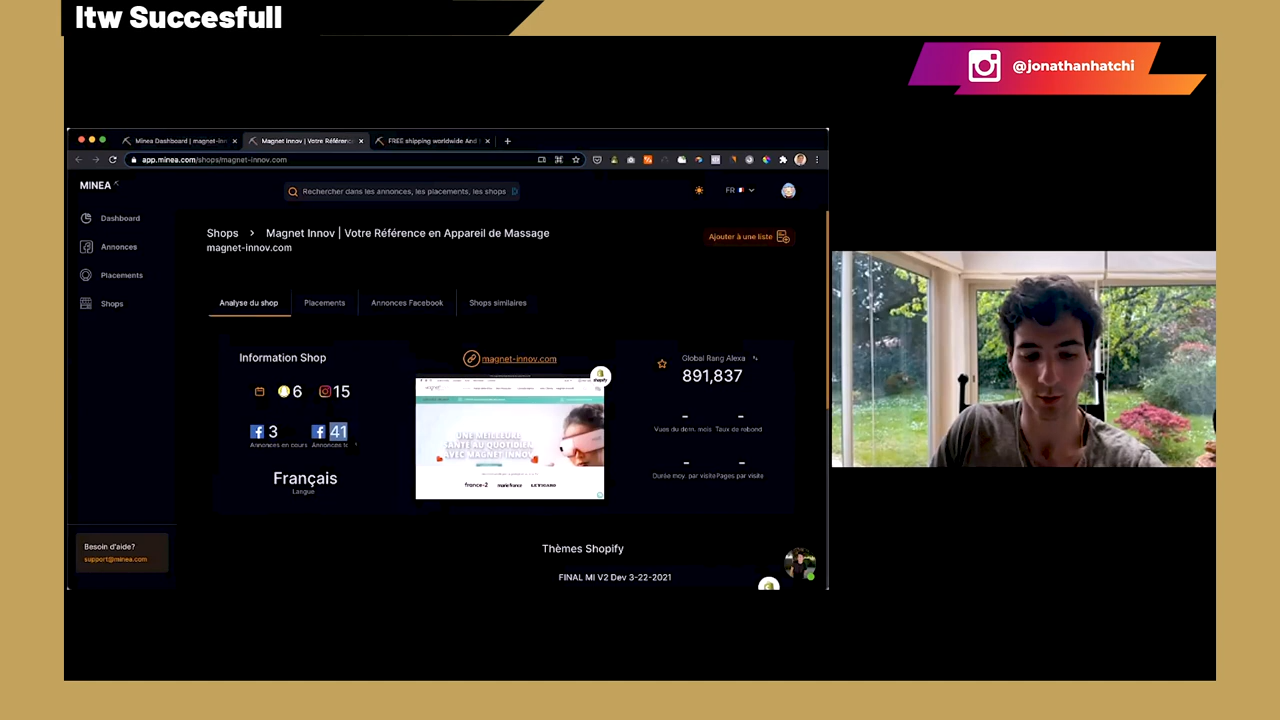 Itw Succesfull
@jonathanhatchi
Minea Dashboard | magnet-inn
Magnet Innov | Votre Référence
FREE shipping worldwide And
app.minea.com/shops/magnet-innov.com
MINEA
Rechercher dans les annonces, les placements, les shops
FR
Dashboard
Annonces
Placements
Shops
Besoin d'aide?
support@minea.com
Shops > Magnet Innov | Votre Référence en Appareil de Massage
magnet-innov.com
Ajouter à une liste
Analyse du shop
Placements
Annonces Facebook
Shops similaires
Information Shop
6
15
3
41
Annonces en cours
Annonces
Français
Langue
magnet-innov.com
shopify
UNE MEILLEURE
SANTÉ AU QUOTIDIEN
AVEC MAGNET INNOV
france•2
marie france
LE FIGARO
Global Rang Alexa
891,837
Vues du dern. mois
Taux de rebond
Durée moy. par visite
Pages par visite
Thèmes Shopify
FINAL MI V2 Dev 3-22-2021